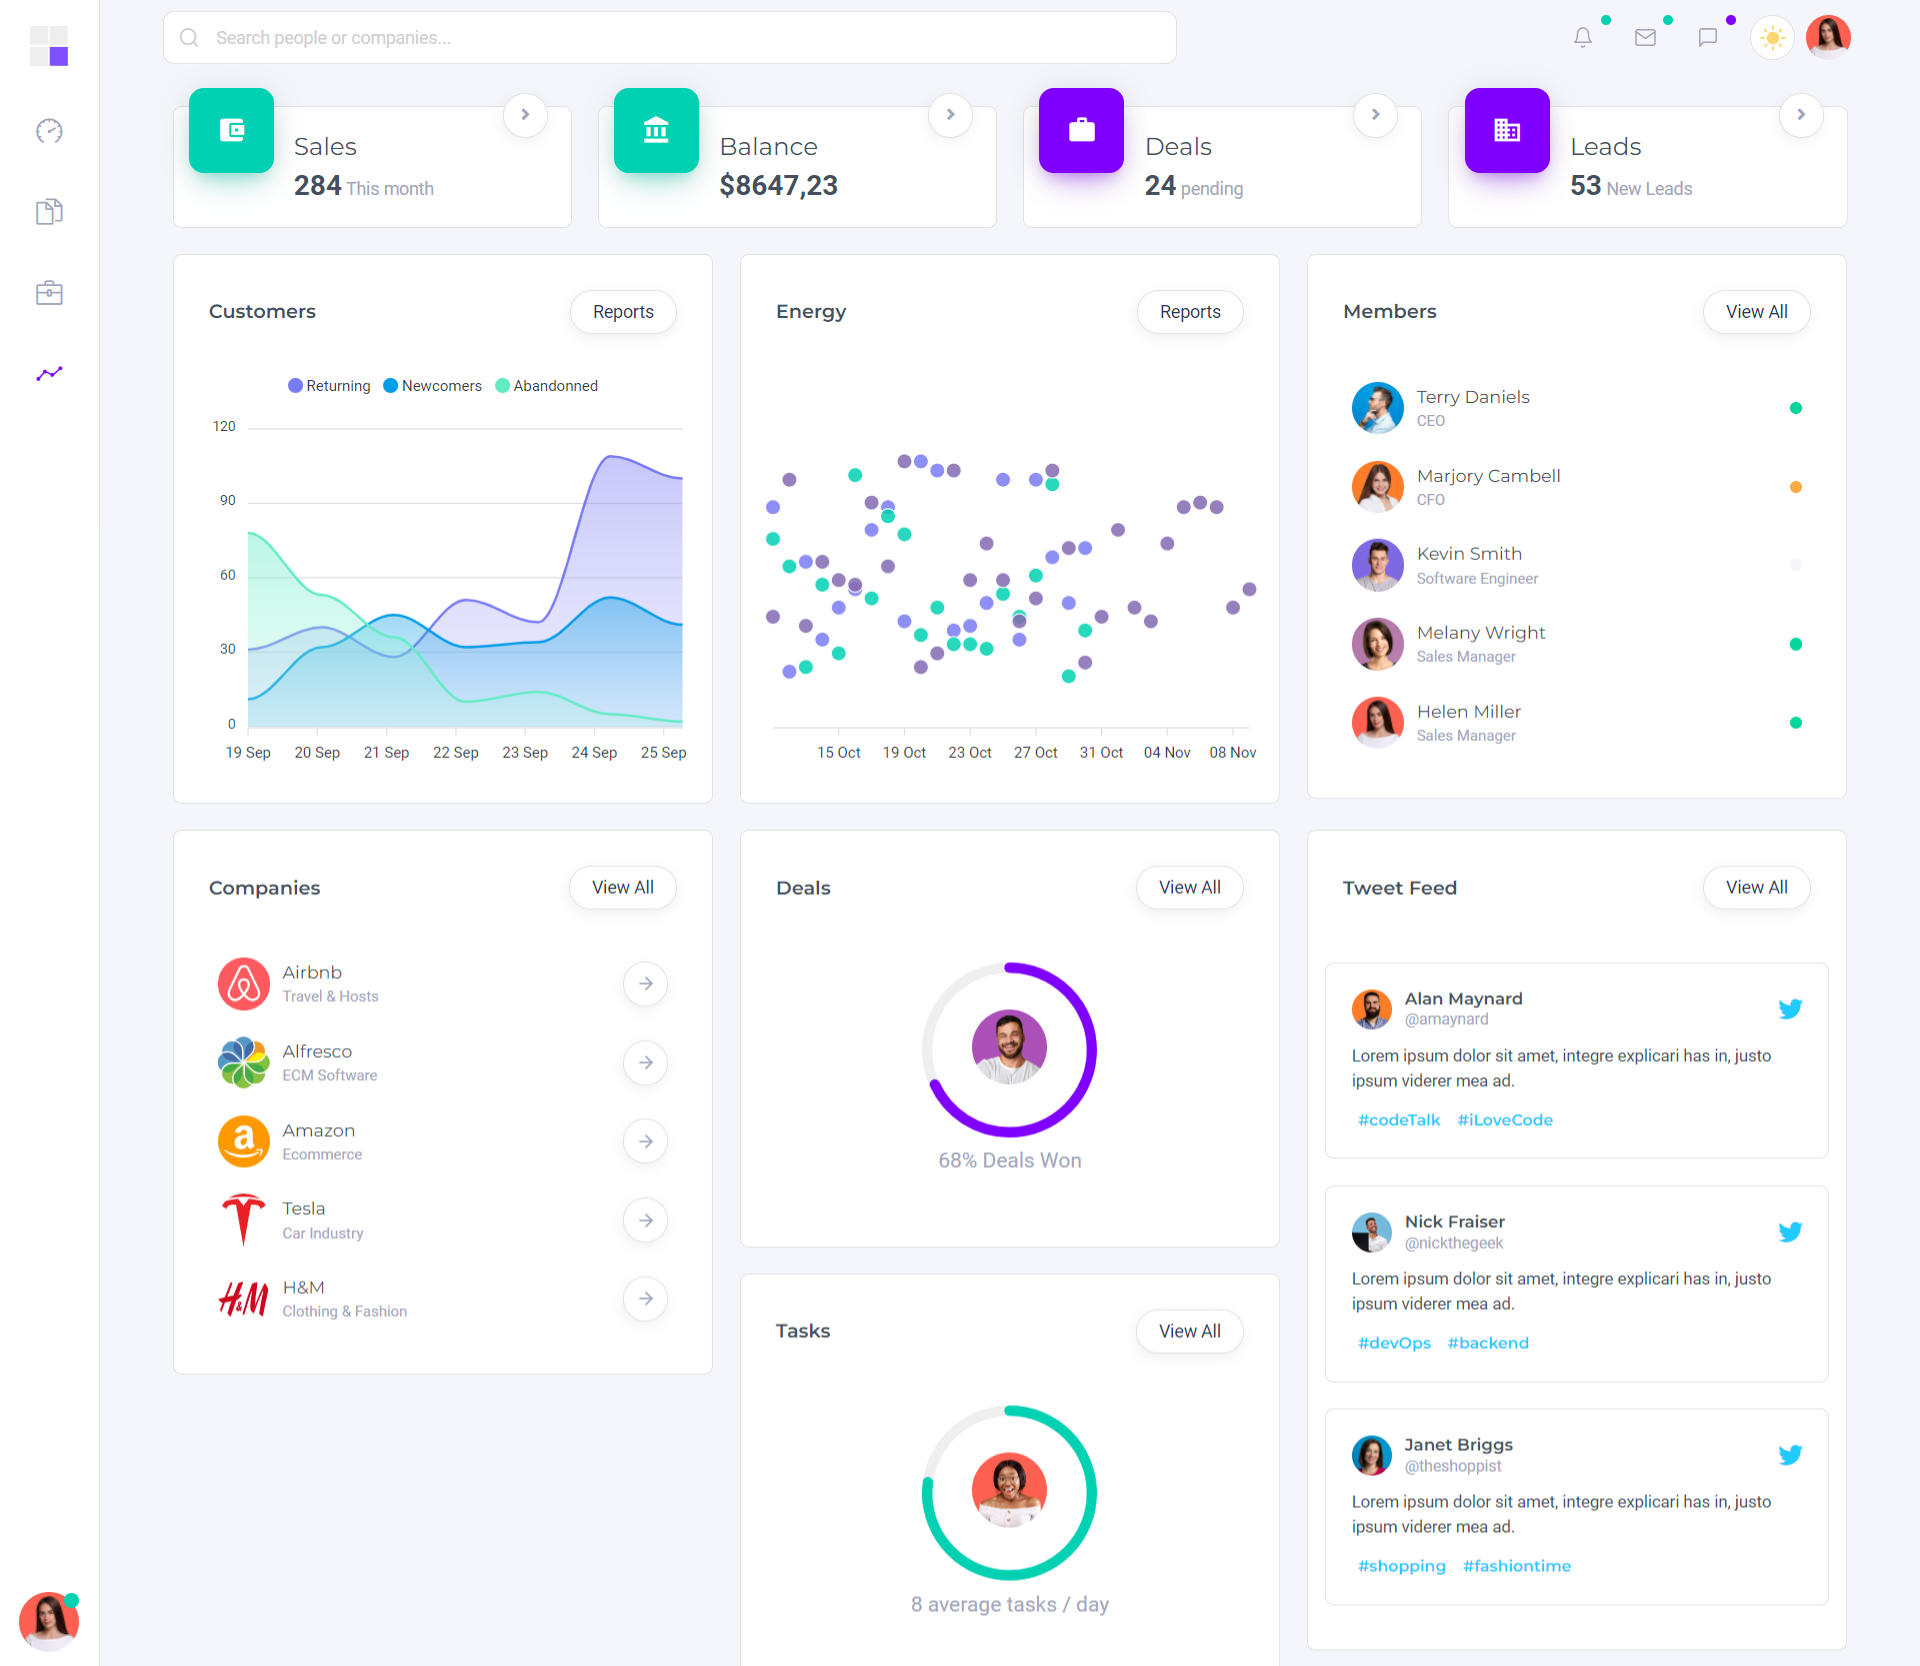 Search people or companies...
Sales
284 This month
Balance
$8647,23
Deals
24 pending
Leads
53 New Leads
Customers
Reports
Returning
Newcomers
Abandonned
120
90
60
30
0
19 Sep
20 Sep
21 Sep
22 Sep
23 Sep
24 Sep
25 Sep
Energy
Reports
15 Oct
19 Oct
23 Oct
27 Oct
31 Oct
04 Nov
08 Nov
Members
View All
Terry Daniels
CEO
Marjory Cambell
CFO
Kevin Smith
Software Engineer
Melany Wright
Sales Manager
Helen Miller
Sales Manager
Companies
View All
Airbnb
Travel & Hosts
Alfresco
ECM Software
a
Amazon
Ecommerce
Tesla
Car Industry
H&M
H&M
Clothing & Fashion
Deals
View All
68% Deals Won
Tasks
View All
8 average tasks / day
Tweet Feed
View All
Alan Maynard
@amaynard
Lorem ipsum dolor sit amet, integre explicari has in, justo
ipsum viderer mea ad.
#codeTalk #iLoveCode
Nick Fraiser
@nickthegeek
Lorem ipsum dolor sit amet, integre explicari has in, justo
ipsum viderer mea ad.
#devOps #backend
Janet Briggs
@theshoppist
Lorem ipsum dolor sit amet, integre explicari has in, justo
ipsum viderer mea ad.
#shopping #fashiontime